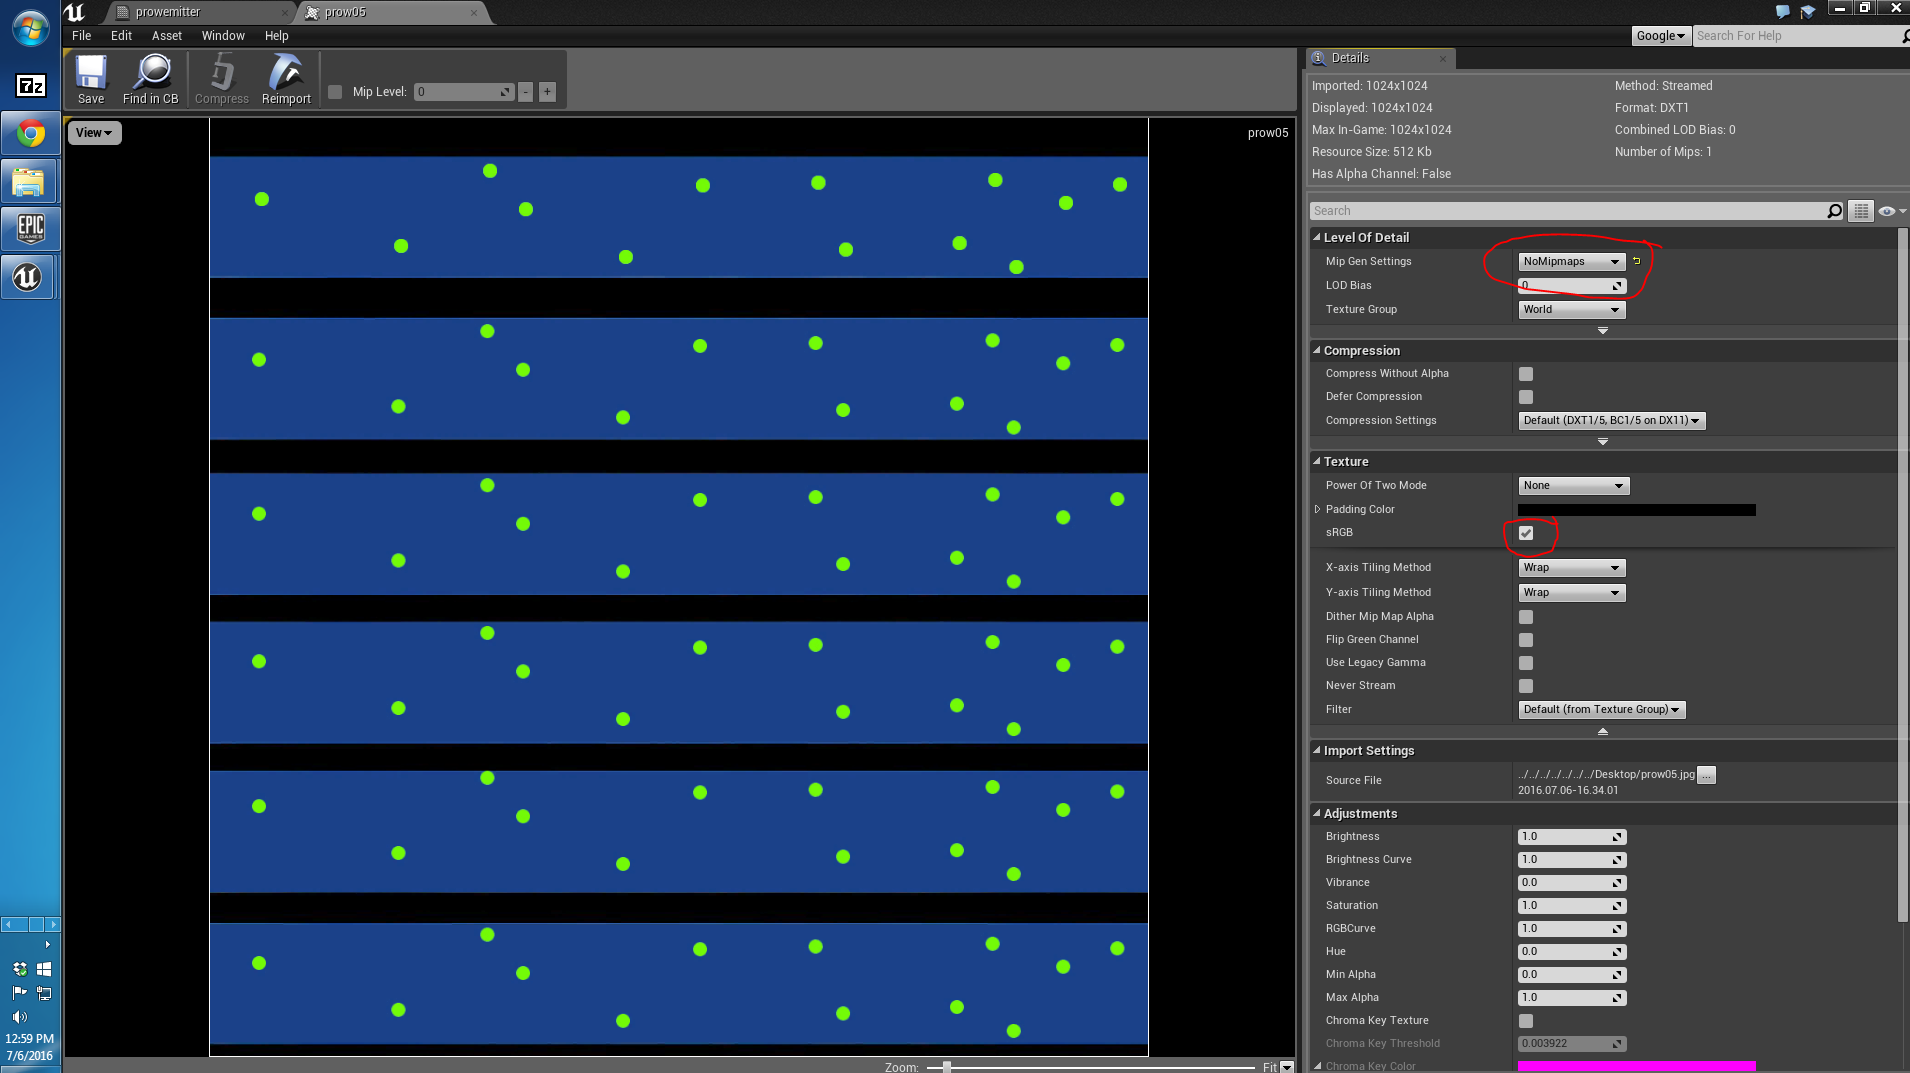 prowemitter
prow05
File Edit Asset Window Help
Google Search For Help
7z
Save Find in CB Compress Reimport Mip Level: 0 - +
Details
Imported: 1024x1024 Method: Streamed
Displayed: 1024x1024 Format: DXT1
Max In-Game: 1024x1024 Combined LOD Bias: 0
Resource Size: 512 Kb Number of Mips: 1
Has Alpha Channel: False
View
prow05
Search
EPIC
GAMES
Level Of Detail
Mip Gen Settings NoMipmaps
LOD Bias 0
Texture Group World
Compression
Compress Without Alpha
Defer Compression
Compression Settings Default (DXT1/5, BC1/5 on DX11)
Texture
Power Of Two Mode None
Padding Color
sRGB
X-axis Tiling Method Wrap
Y-axis Tiling Method Wrap
Dither Mip Map Alpha
Flip Green Channel
Use Legacy Gamma
Never Stream
Filter Default (from Texture Group)
Import Settings
Source File ../../../../../../../Desktop/prow05.jpg ...
2016.07.06-16.34.01
Adjustments
Brightness 1.0
Brightness Curve 1.0
Vibrance 0.0
Saturation 1.0
RGBCurve 1.0
Hue 0.0
Min Alpha 0.0
Max Alpha 1.0
Chroma Key Texture
Chroma Key Threshold 0.003922
Chroma Key Color
Zoom: Fit
12:59 PM
7/6/2016